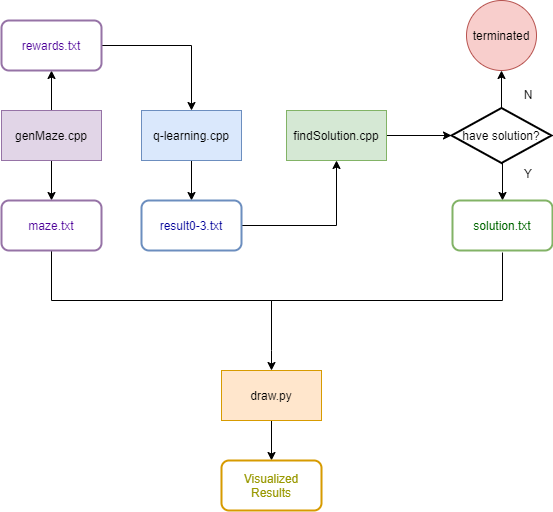 rewards.txt
terminated
N
genMaze.cpp
q-learning.cpp
findSolution.cpp
have solution?
Y
maze.txt
result0-3.txt
solution.txt
draw.py
Visualized
Results